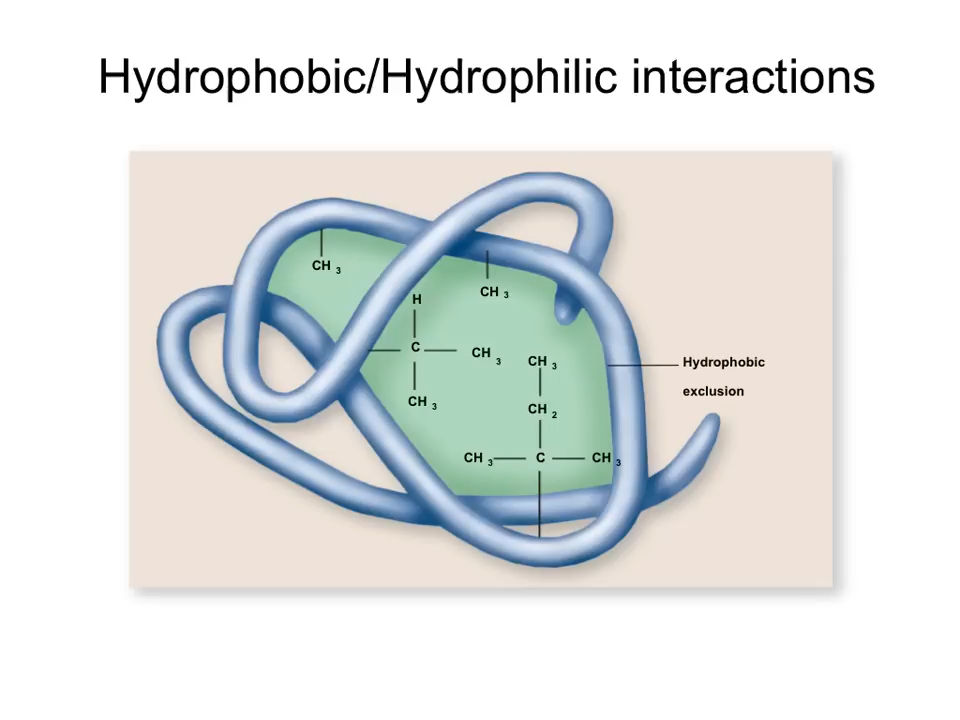 Hydrophobic/Hydrophilic interactions
CH 3
CH 3
H
C
CH 3
CH 3
CH 3
CH 2
CH 3
C
CH 3
Hydrophobic
exclusion